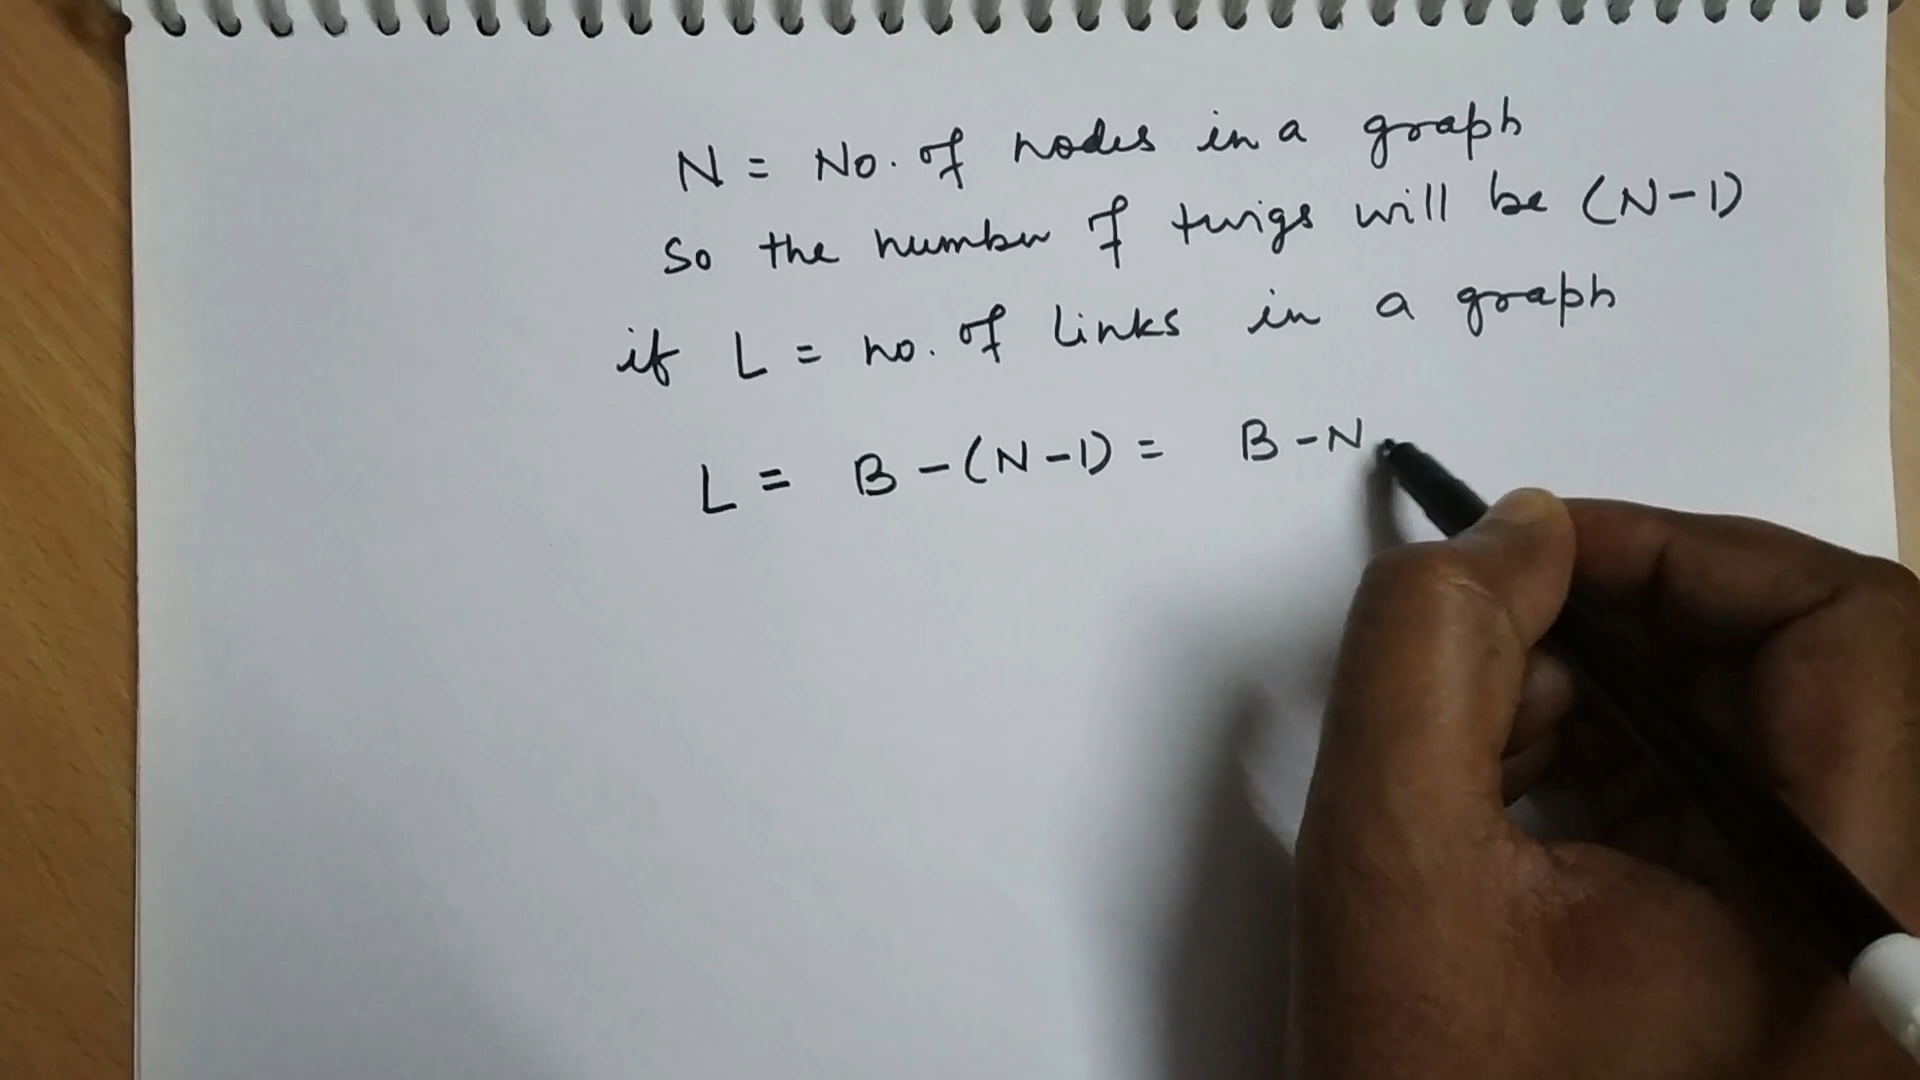 N = No. of nodes in a graph
So the number of twigs will be (N-1)
if L = no. of Links in a graph
L = B - (N-1) = B - N